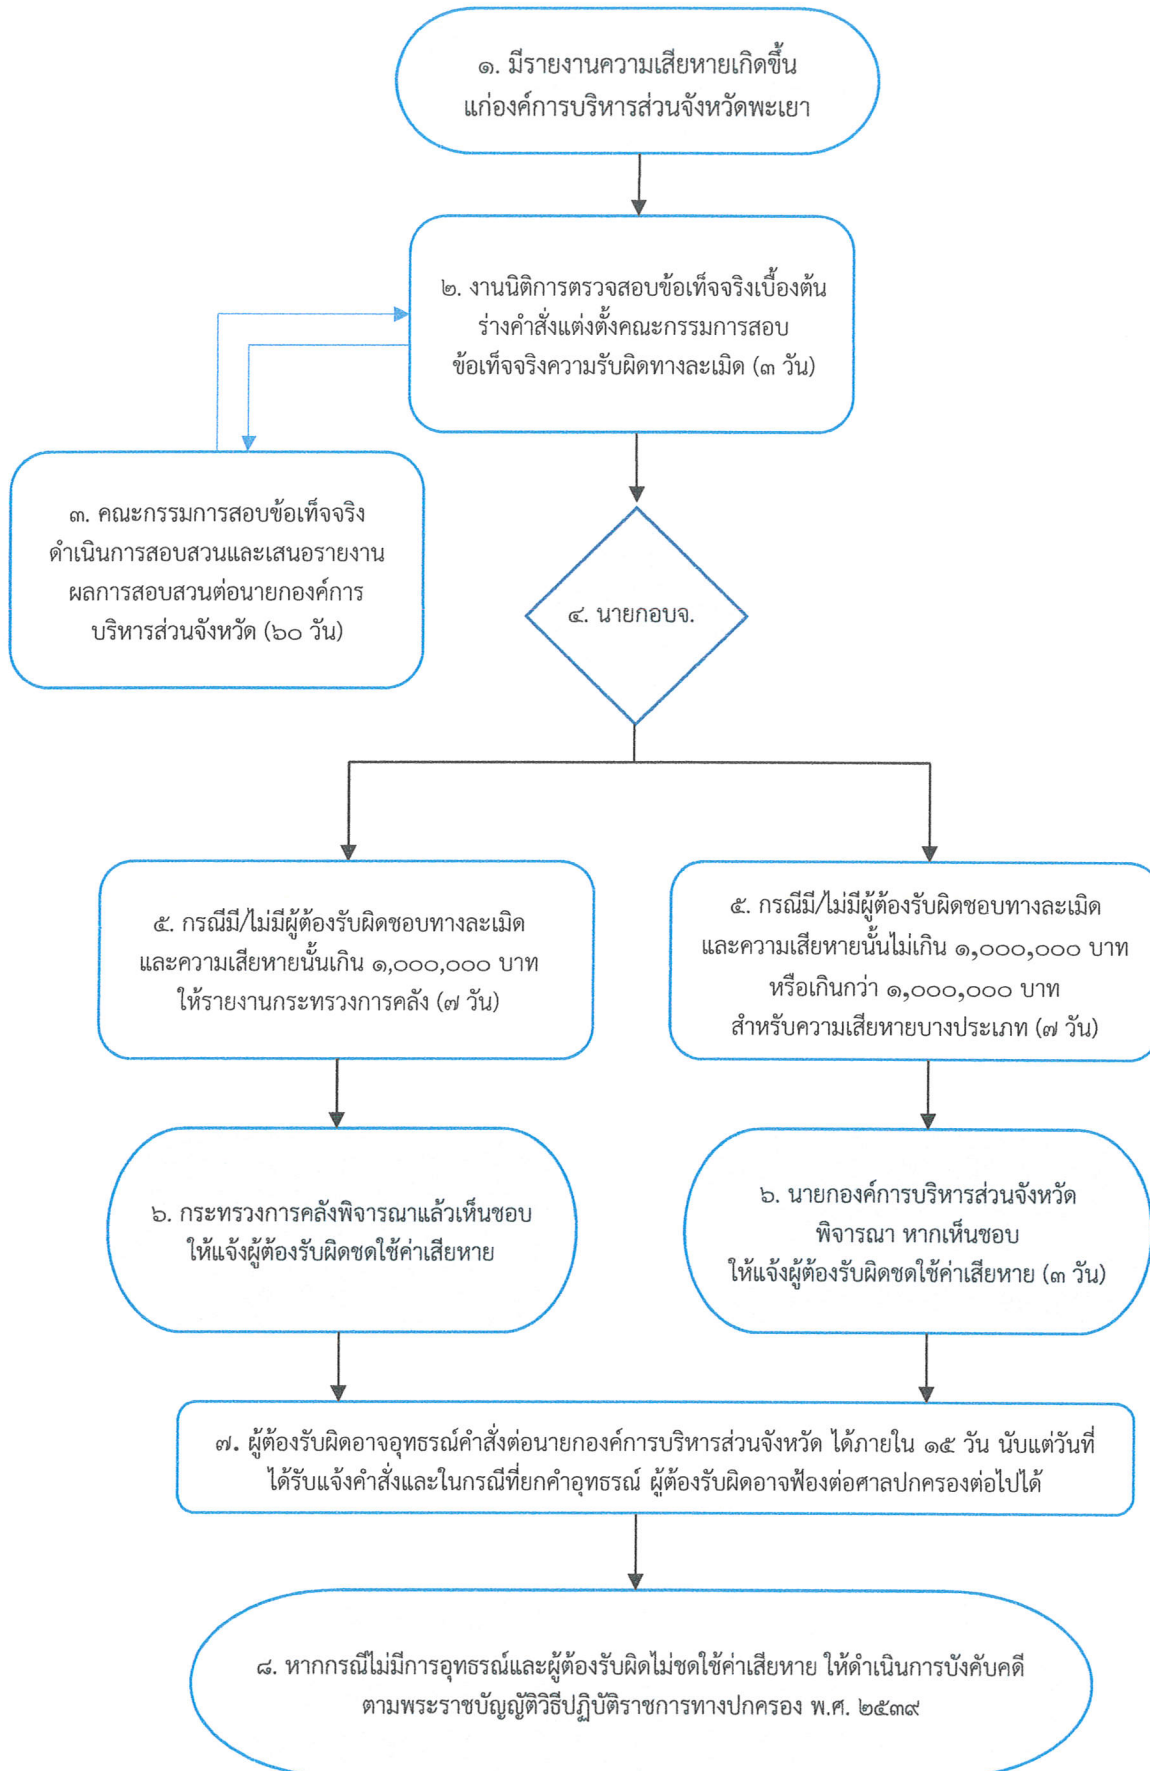 ๑. มีรายงานความเสียหายเกิดขึ้น
แก่องค์การบริหารส่วนจังหวัดพะเยา
๒. งานนิติการตรวจสอบข้อเท็จจริงเบื้องต้น
ร่างคำสั่งแต่งตั้งคณะกรรมการสอบ
ข้อเท็จจริงความรับผิดทางละเมิด (๓ วัน)
๓. คณะกรรมการสอบข้อเท็จจริง
ดำเนินการสอบสวนและเสนอรายงาน
ผลการสอบสวนต่อนายกองค์การ
บริหารส่วนจังหวัด (๖๐ วัน)
๔. นายกอบจ.
๕. กรณีมี/ไม่มีผู้ต้องรับผิดชอบทางละเมิด
และความเสียหายนั้นเกิน ๑,๐๐๐,๐๐๐ บาท
ให้รายงานกระทรวงการคลัง (๗ วัน)
๕. กรณีมี/ไม่มีผู้ต้องรับผิดชอบทางละเมิด
และความเสียหายนั้นไม่เกิน ๑,๐๐๐,๐๐๐ บาท
หรือเกินกว่า ๑,๐๐๐,๐๐๐ บาท
สำหรับความเสียหายบางประเภท (๗ วัน)
๖. กระทรวงการคลังพิจารณาแล้วเห็นชอบ
ให้แจ้งผู้ต้องรับผิดชดใช้ค่าเสียหาย
๖. นายกองค์การบริหารส่วนจังหวัด
พิจารณา หากเห็นชอบ
ให้แจ้งผู้ต้องรับผิดชดใช้ค่าเสียหาย (๓ วัน)
๗. ผู้ต้องรับผิดอาจอุทธรณ์คำสั่งต่อนายกองค์การบริหารส่วนจังหวัด ได้ภายใน ๑๕ วัน นับแต่วันที่
ได้รับแจ้งคำสั่งและในกรณีที่ยกคำอุทธรณ์ ผู้ต้องรับผิดอาจฟ้องต่อศาลปกครองต่อไปได้
๘. หากกรณีไม่มีการอุทธรณ์และผู้ต้องรับผิดไม่ชดใช้ค่าเสียหาย ให้ดำเนินการบังคับคดี
ตามพระราชบัญญัติวิธีปฏิบัติราชการทางปกครอง พ.ศ. ๒๕๓๙